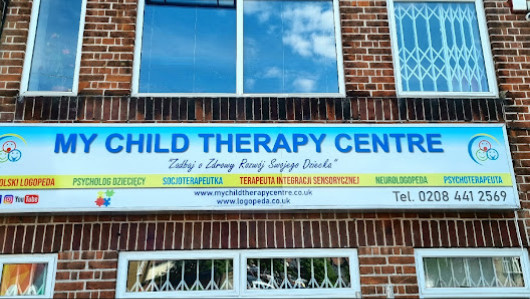 MY CHILD THERAPY CENTRE
"Zadbaj o Zdrowy Rozwój Swojego Dziecka"
OLSKI LOGOPEDA PSYCHOLOG DZIECIĘCY SOCJOTERAPEUTKA TERAPEUTA INTEGRACJI SENSORYCZNEJ NEUROLOGOPEDA PSYCHOTERAPEUTA
YouTube www.mychildtherapycentre.co.uk Tel. 0208 441 2569
www.logopeda.co.uk